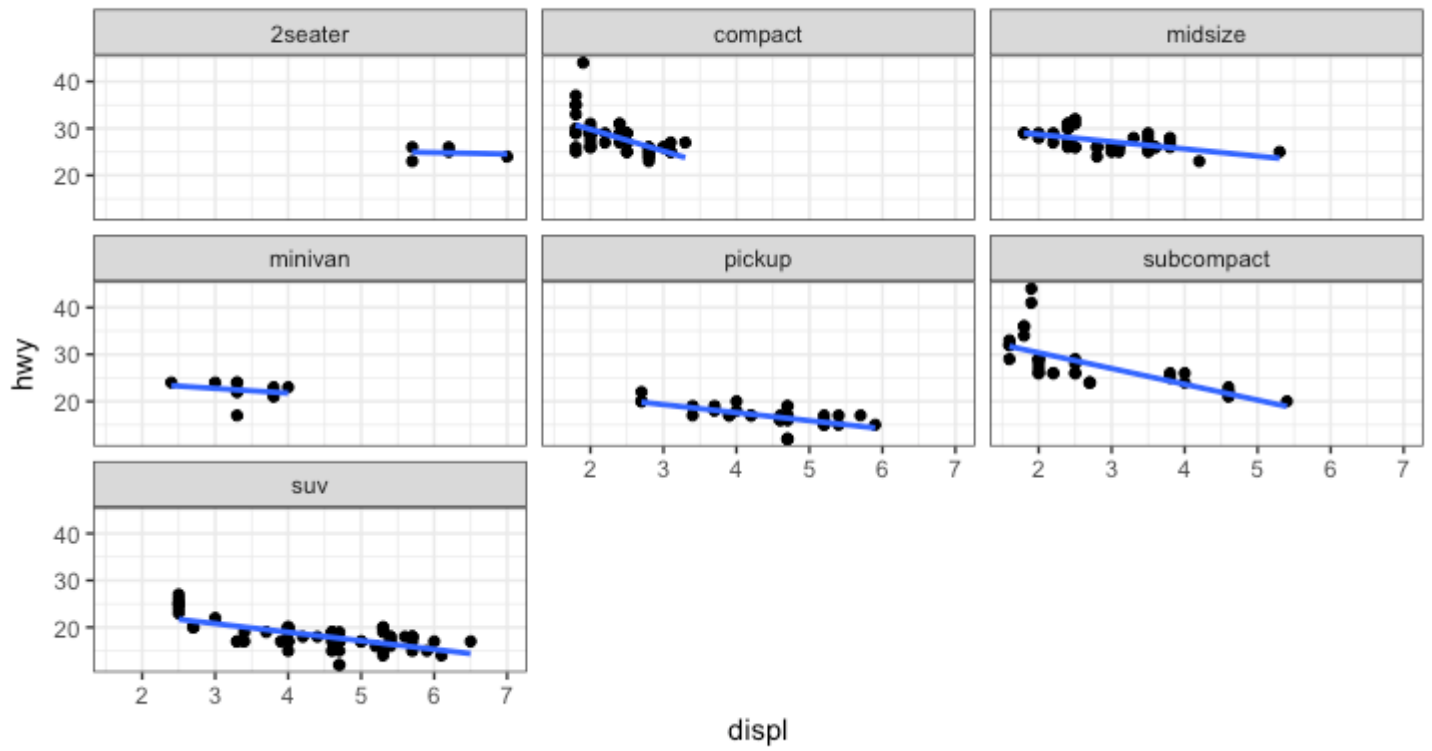 2seater compact midsize
40
30
20
minivan pickup subcompact
40
30
20
2 3 4 5 6 7 2 3 4 5 6 7
suv
40
30
20
2 3 4 5 6 7
hwy
displ